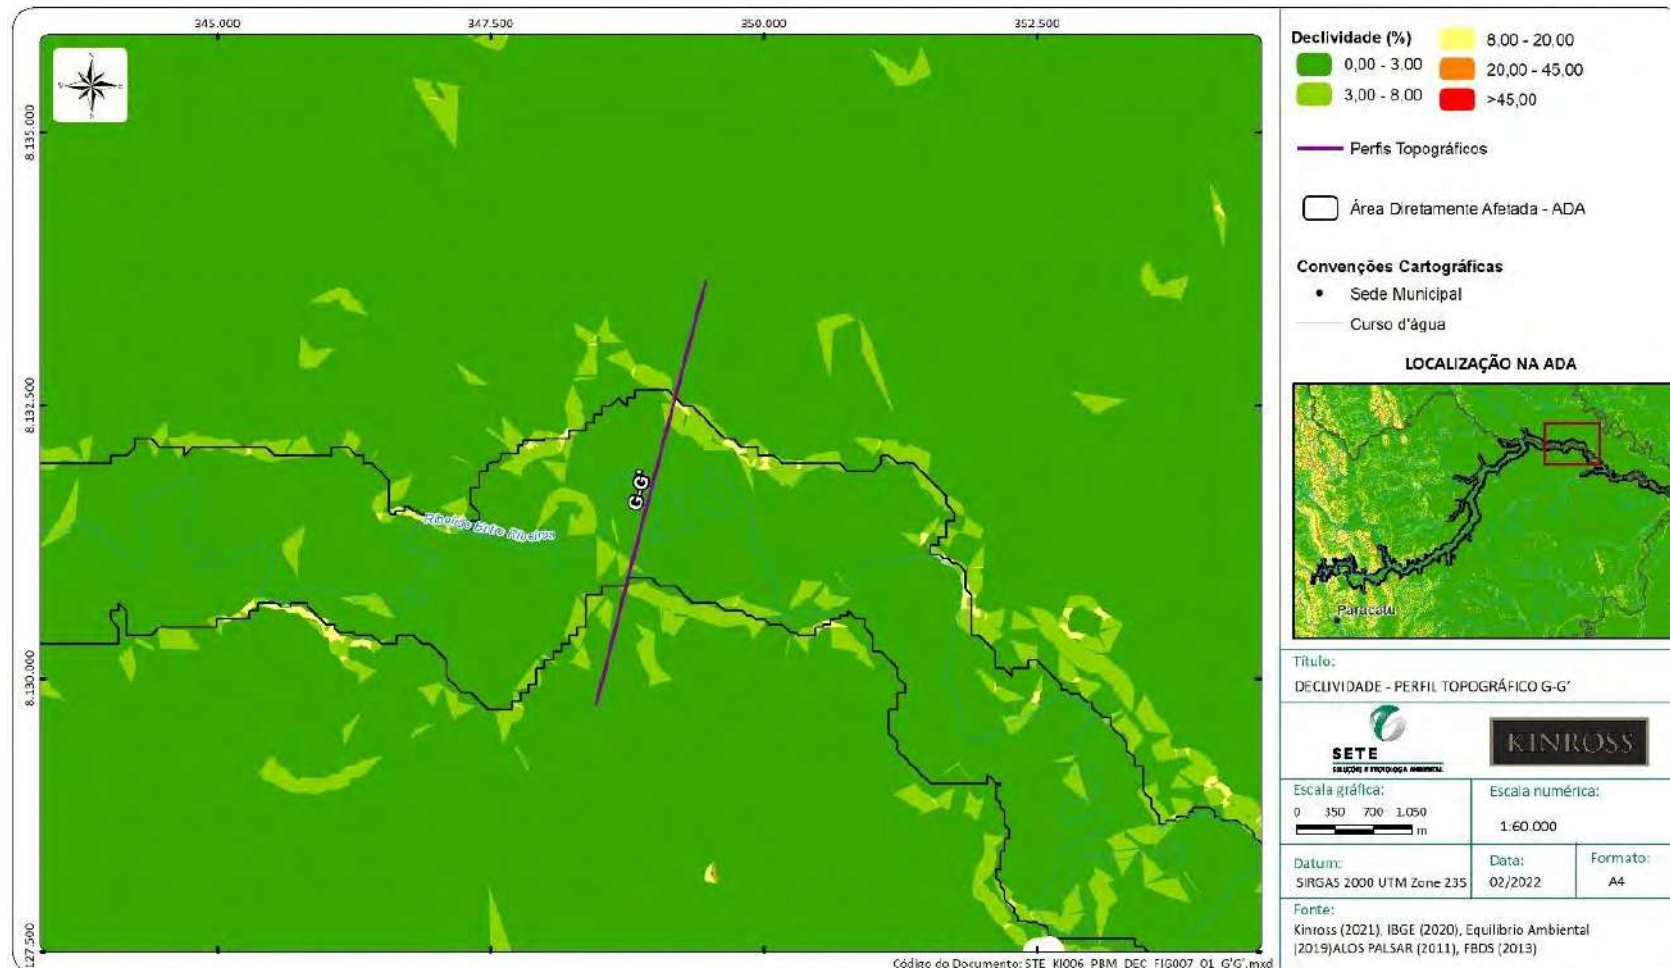 345.000
347.500
350.000
352.500
8.135.000
8.132.500
8.130.000
127.500
N
S
G-G'
Ribeirão Entre Ribeiros
Código do Documento: STE_KI006_PBM_DEC_FIG007_01_G'G'.mxd
Declividade (%)
0,00 - 3,00
3,00 - 8,00
8,00 - 20,00
20,00 - 45,00
>45,00
Perfis Topográficos
Área Diretamente Afetada - ADA
Convenções Cartográficas
Sede Municipal
Curso d'água
LOCALIZAÇÃO NA ADA
Paracatu
Título:
DECLIVIDADE - PERFIL TOPOGRÁFICO G-G'
SETE
SOLUÇÕES E TECNOLOGIA AMBIENTAL
KINROSS
Escala gráfica:
0 350 700 1.050
m
Escala numérica:
1:60.000
Datum:
SIRGAS 2000 UTM Zone 23S
Data:
02/2022
Formato:
A4
Fonte:
Kinross (2021), IBGE (2020), Equilíbrio Ambiental
(2019)ALOS PALSAR (2011), FBDS (2013)